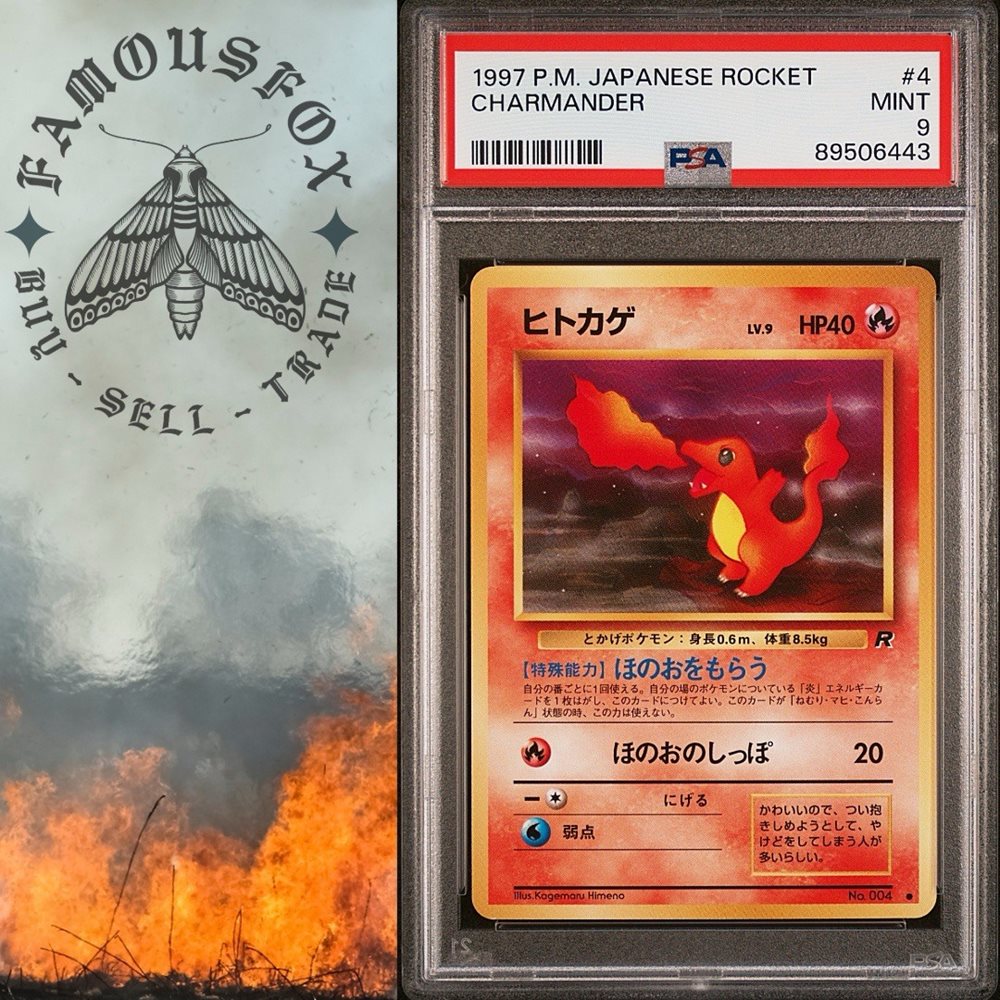 FAMOUSFOX
BUY - SELL - TRADE
1997 P.M. JAPANESE ROCKET #4
CHARMANDER MINT
9
PSA 89506443
ヒトカゲ LV.9 HP40
とかげポケモン：身長0.6m、体重8.5kg R
【特殊能力】ほのおをもらう
自分の番ごとに1回使える。自分の場のポケモンについている「炎」エネルギーカ
ードを1枚はがし、このカードにつけてよい。このカードが「ねむり・マヒ・こんら
ん」状態の時、この力は使えない。
ほのおのしっぽ 20
にげる
弱点
かわいいので、つい抱
きしめようとして、や
けどをしてしまう人が
多いらしい。
Illus.Kagemaru Himeno No. 004
PSA